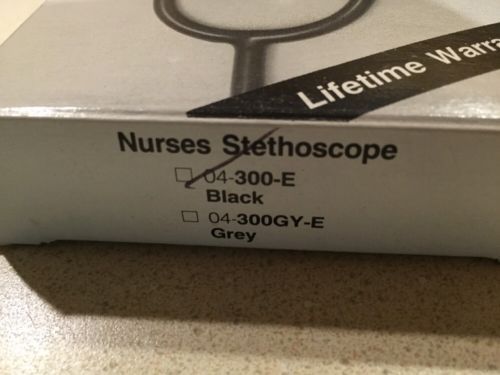 Lifetime Warra
Nurses Stethoscope
04-300-E
Black
04-300GY-E
Grey